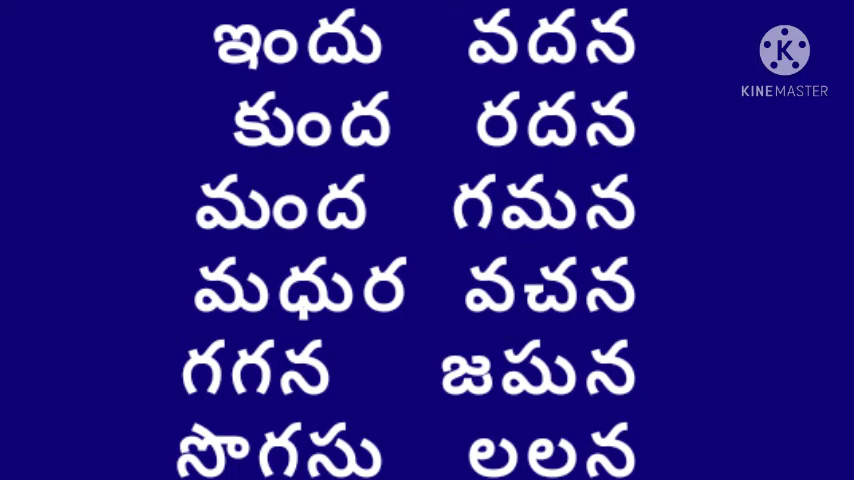 ఇందు వదన
కుంద రదన
మంద గమన
మధుర వచన
గగన జఘన
సొగసు లలన
KINEMASTER